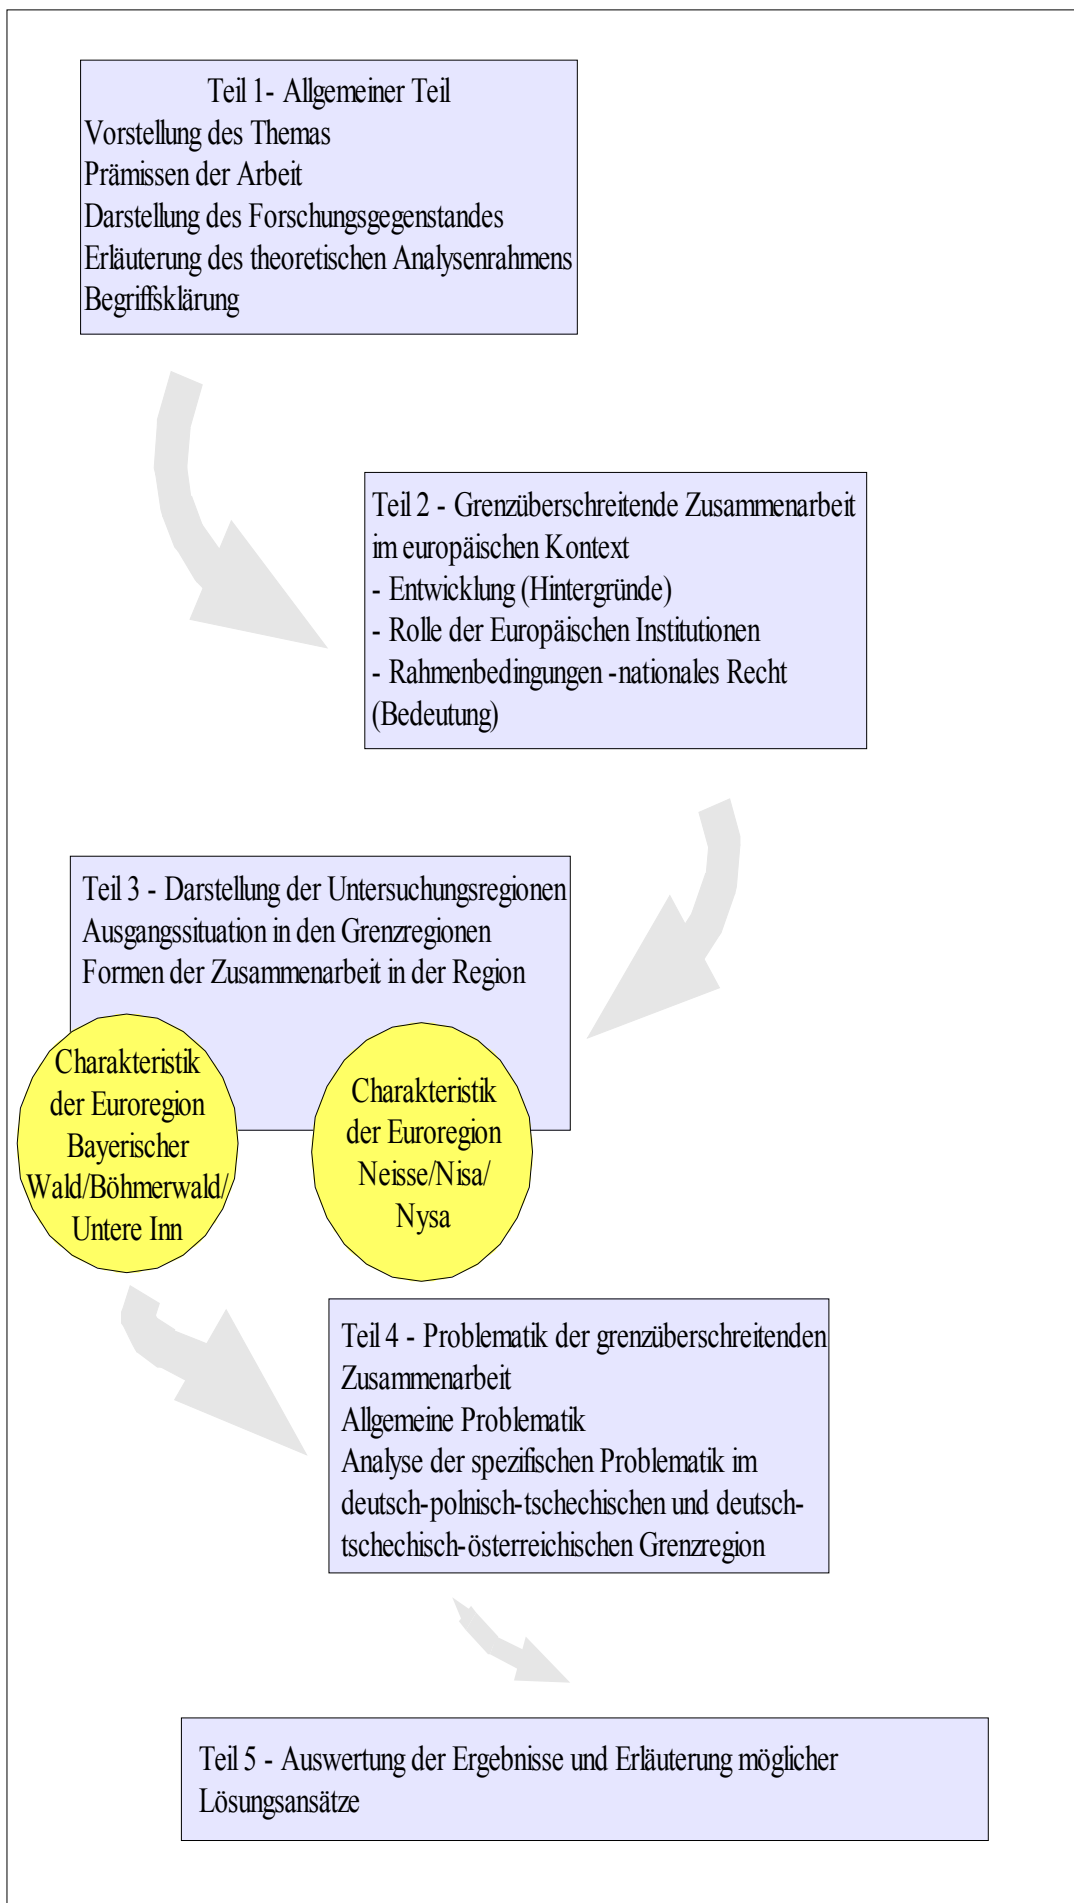 Teil 1- Allgemeiner Teil
Vorstellung des Themas
Prämissen der Arbeit
Darstellung des Forschungsgegenstandes
Erläuterung des theoretischen Analysenrahmens
Begriffsklärung
Teil 2 - Grenzüberschreitende Zusammenarbeit
im europäischen Kontext
- Entwicklung (Hintergründe)
- Rolle der Europäischen Institutionen
- Rahmenbedingungen -nationales Recht
(Bedeutung)
Teil 3 - Darstellung der Untersuchungsregionen
Ausgangssituation in den Grenzregionen
Formen der Zusammenarbeit in der Region
Charakteristik
der Euroregion
Bayerischer
Wald/Böhmerwald/
Untere Inn
Charakteristik
der Euroregion
Neisse/Nisa/
Nysa
Teil 4 - Problematik der grenzüberschreitenden
Zusammenarbeit
Allgemeine Problematik
Analyse der spezifischen Problematik im
deutsch-polnisch-tschechischen und deutsch-
tschechisch-österreichischen Grenzregion
Teil 5 - Auswertung der Ergebnisse und Erläuterung möglicher
Lösungsansätze